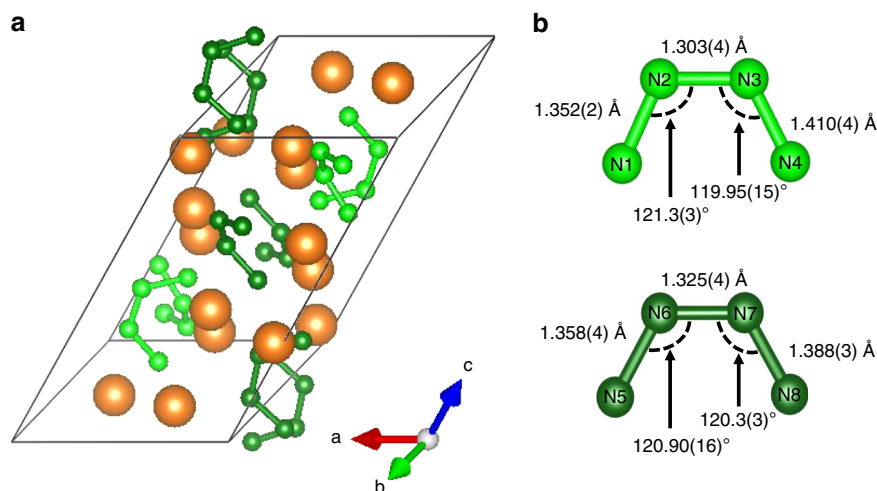 a
c
a
b
b
1.303(4) Å
N2 N3
1.352(2) Å
1.410(4) Å
N1 N4
119.95(15)°
121.3(3)°
1.325(4) Å
N6 N7
1.358(4) Å
1.388(3) Å
N5 N8
120.3(3)°
120.90(16)°